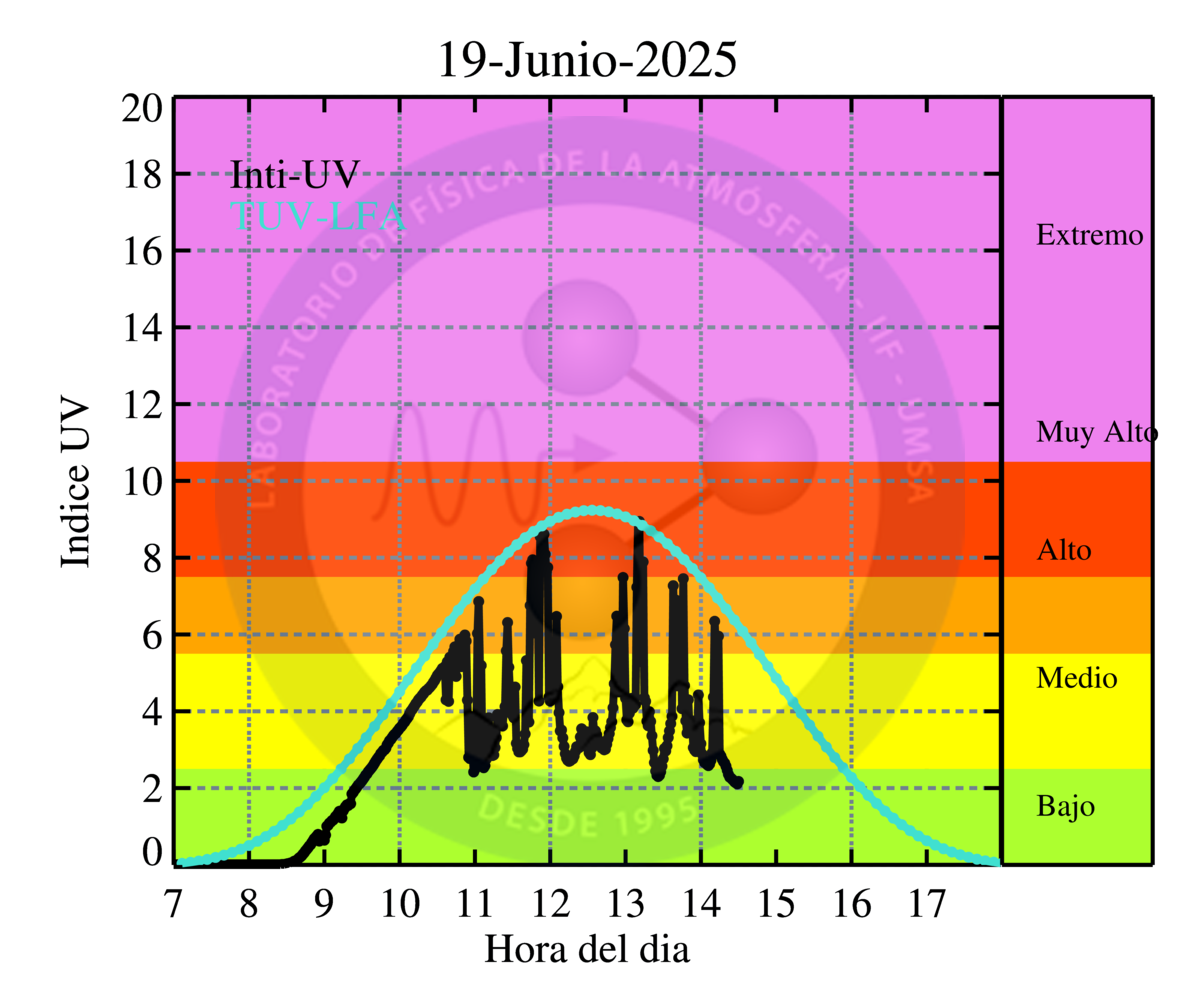 19-Junio-2025
20
18
16
14
12
10
8
6
4
2
0
Indice UV
Inti-UV
TUV-LFA
LABORATORIO DE FÍSICA DE LA ATMÓSFERA - IIF - UMSA
DESDE 1995
Extremo
Muy Alto
Alto
Medio
Bajo
7 8 9 10 11 12 13 14 15 16 17
Hora del dia